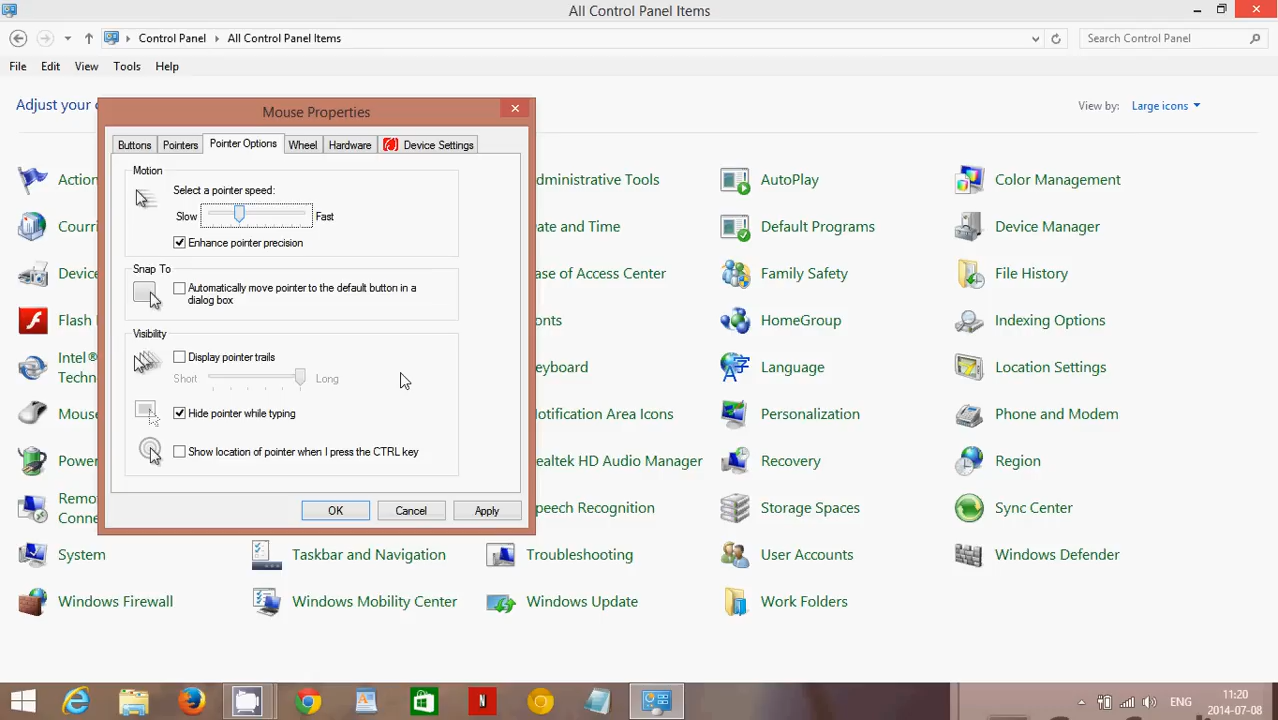 All Control Panel Items
Control Panel
All Control Panel Items
Search Control Panel
File
Edit
View
Tools
Help
Adjust your
View by:
Large icons
Mouse Properties
Buttons
Pointers
Pointer Options
Wheel
Hardware
Device Settings
Motion
Select a pointer speed:
Slow
Fast
Enhance pointer precision
Snap To
Automatically move pointer to the default button in a
dialog box
Visibility
Display pointer trails
Short
Long
Hide pointer while typing
Show location of pointer when I press the CTRL key
OK
Cancel
Apply
Action
dministrative Tools
AutoPlay
Color Management
Courri
ate and Time
Default Programs
Device Manager
Device
ase of Access Center
Family Safety
File History
Flash
onts
HomeGroup
Indexing Options
Intel®
Techn
eyboard
Language
Location Settings
Mous
otification Area Icons
Personalization
Phone and Modem
Power
ealtek HD Audio Manager
Recovery
Region
Remo
Conne
peech Recognition
Storage Spaces
Sync Center
System
Taskbar and Navigation
Troubleshooting
User Accounts
Windows Defender
Windows Firewall
Windows Mobility Center
Windows Update
Work Folders
N
ENG
11:20
2014-07-08